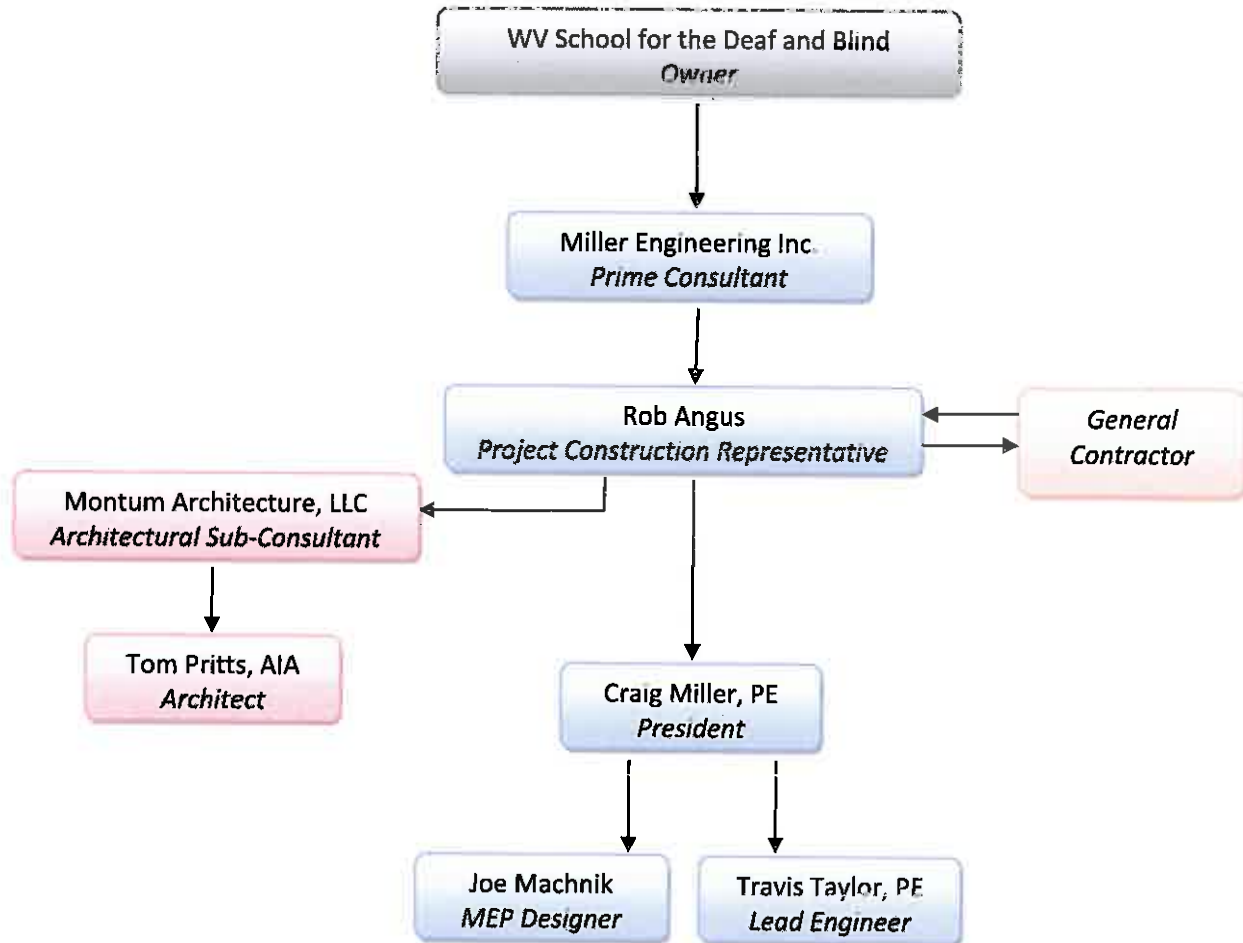 WV School for the Deaf and Blind
Owner
Miller Engineering Inc.
Prime Consultant
Rob Angus
Project Construction Representative
General
Contractor
Montum Architecture, LLC
Architectural Sub-Consultant
Tom Pritts, AIA
Architect
Craig Miller, PE
President
Joe Machnik
MEP Designer
Travis Taylor, PE
Lead Engineer